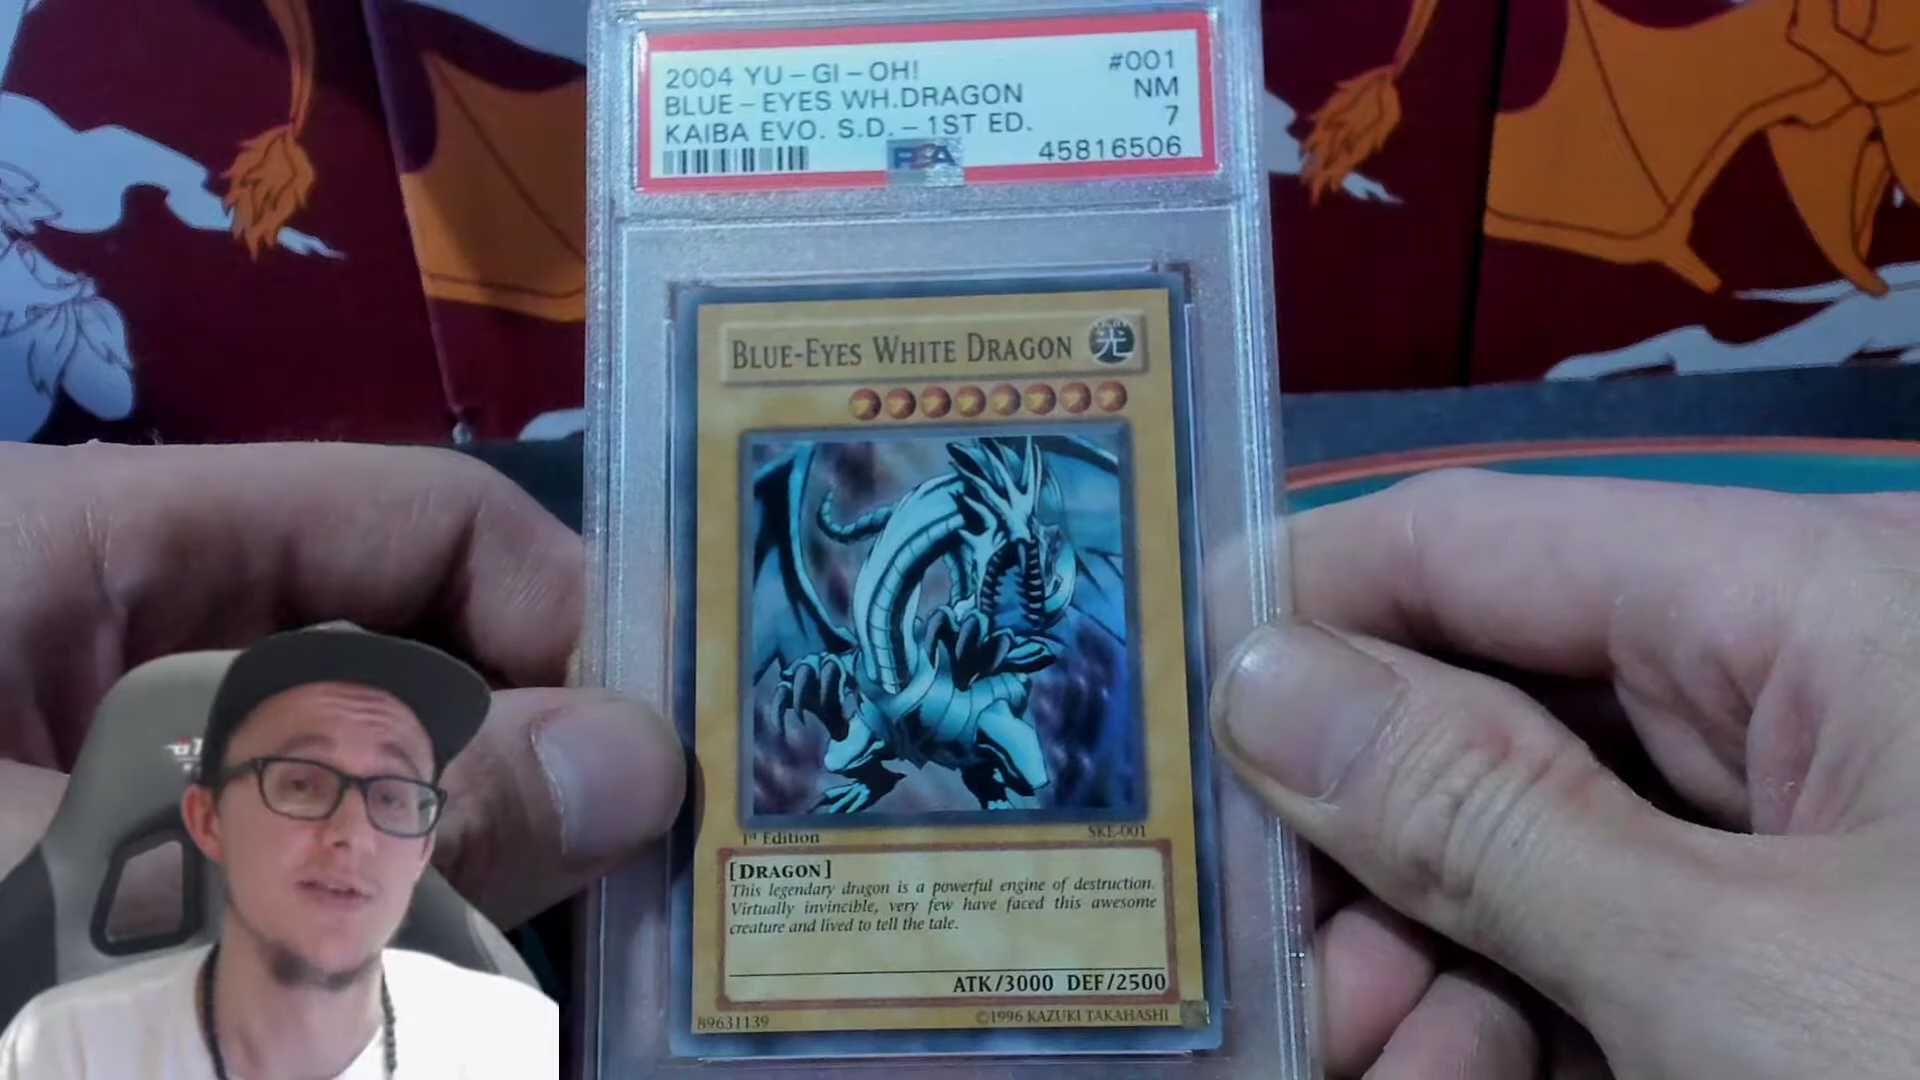 2004 YU-GI-OH! #001
BLUE-EYES WH.DRAGON NM
KAIBA EVO. S.D.-1ST ED. 7
PSA 45816506
BLUE-EYES WHITE DRAGON
光
1st Edition SKE-001
[DRAGON]
This legendary dragon is a powerful engine of destruction.
Virtually invincible, very few have faced this awesome
creature and lived to tell the tale.
ATK/3000 DEF/2500
89631139 ©1996 KAZUKI TAKAHASHI